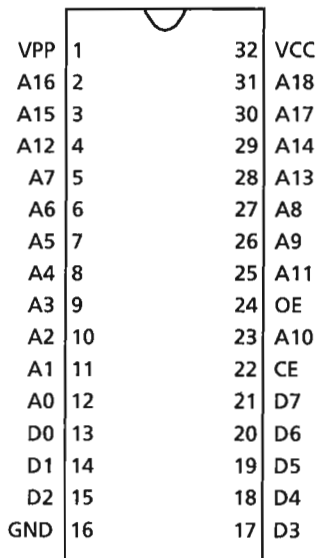 VPP 1 32 VCC
A16 2 31 A18
A15 3 30 A17
A12 4 29 A14
A7 5 28 A13
A6 6 27 A8
A5 7 26 A9
A4 8 25 A11
A3 9 24 OE
A2 10 23 A10
A1 11 22 CE
A0 12 21 D7
D0 13 20 D6
D1 14 19 D5
D2 15 18 D4
GND 16 17 D3